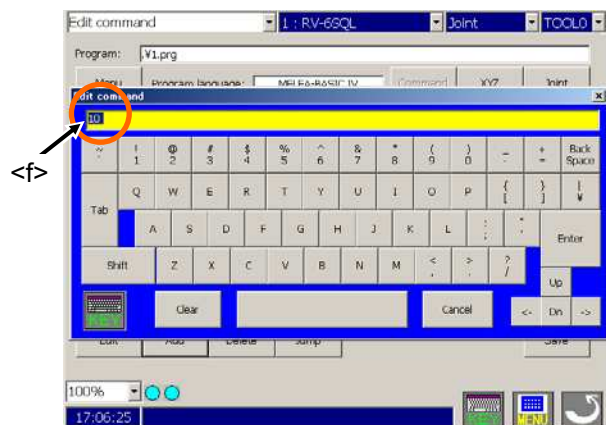 Edit command 1 : RV-6SQL Joint TOOL0
Program: .¥1.prg
Menu Program language: MELFA-BASIC IV Command XYZ Joint
Edit command x
10
<f>
~ ! @ # $ % ^ & * ( ) _ + Back
` 1 2 3 4 5 6 7 8 9 0 - = Space
Tab Q W E R T Y U I O P { } |
[ ] ¥
A S D F G H J K L : " Enter
; '
Shift Z X C V B N M < > ? Up
, . /
KEY Clear Cancel <- Dn ->
Edit Add Delete Jump Save
100%
17:06:25 KEY MENU